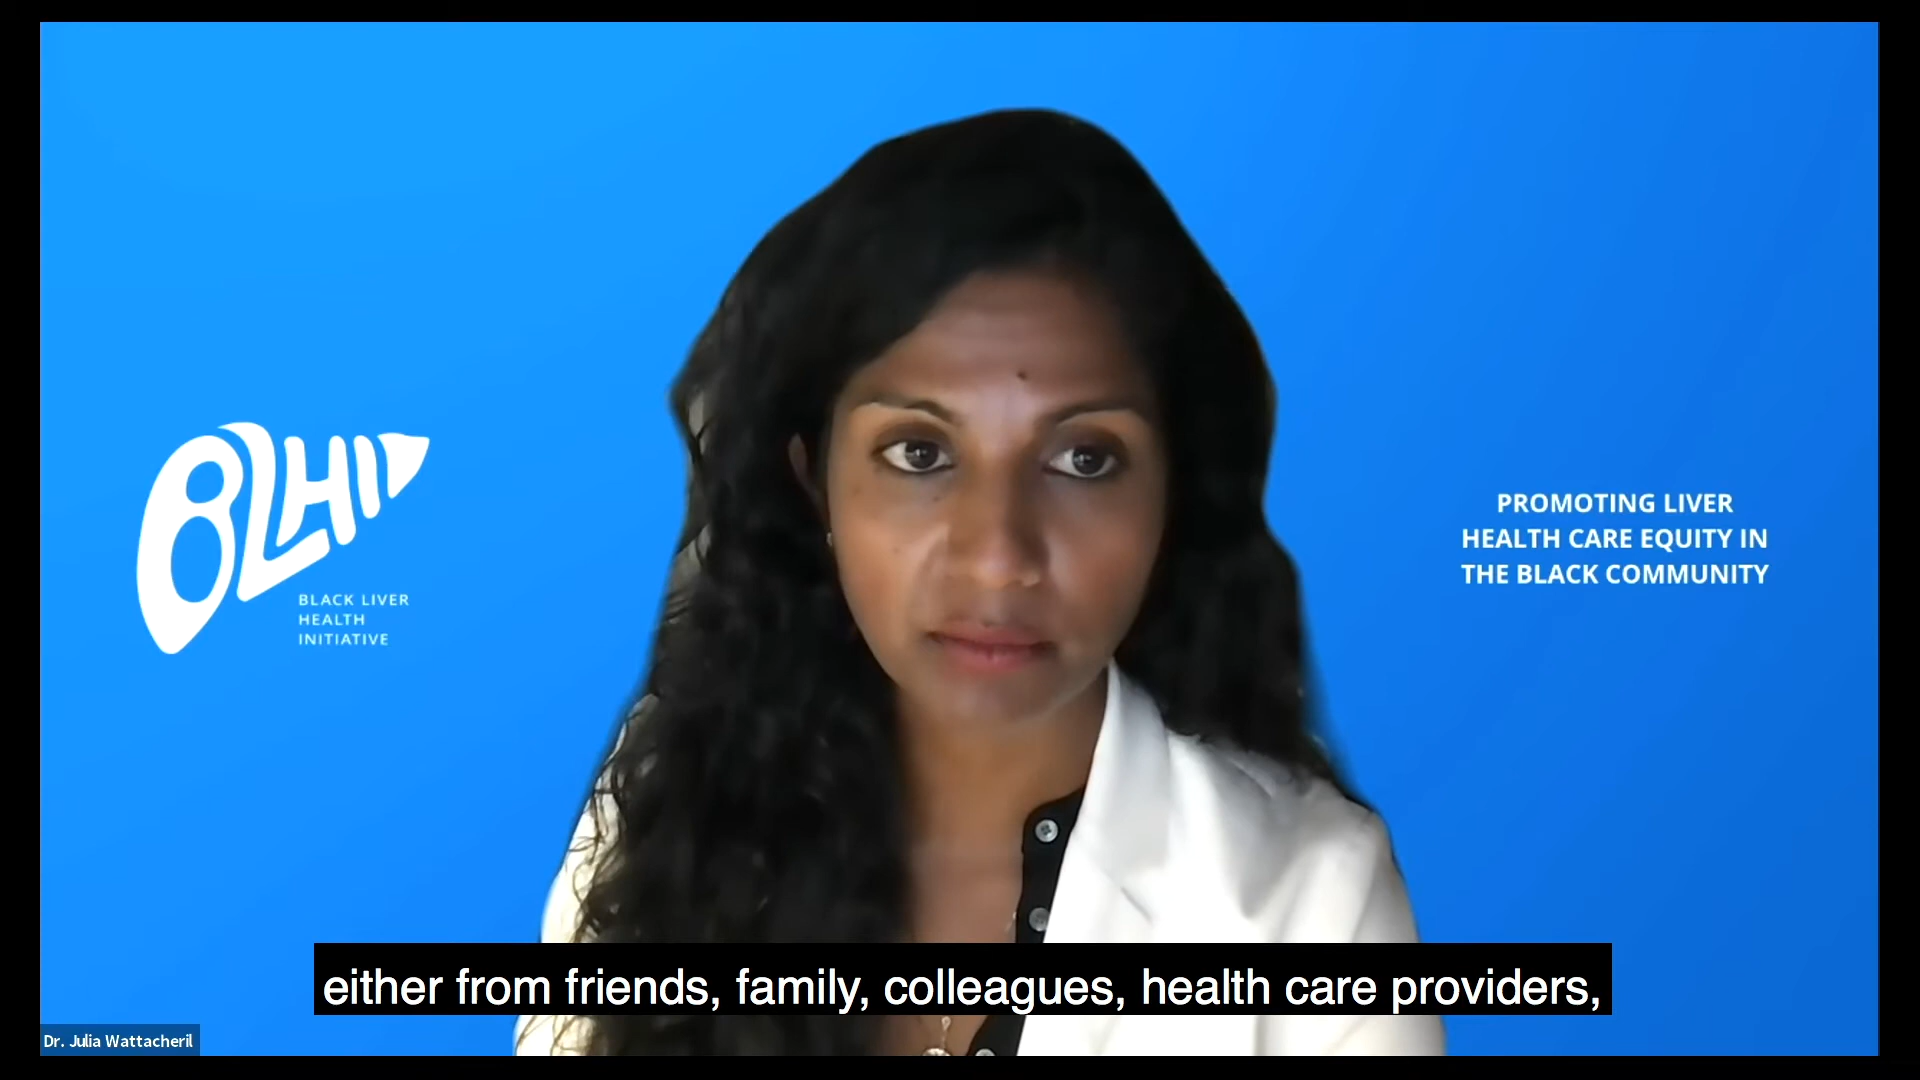 BLHI
BLACK LIVER
HEALTH
INITIATIVE
PROMOTING LIVER
HEALTH CARE EQUITY IN
THE BLACK COMMUNITY
either from friends, family, colleagues, health care providers,
Dr. Julia Wattacheril